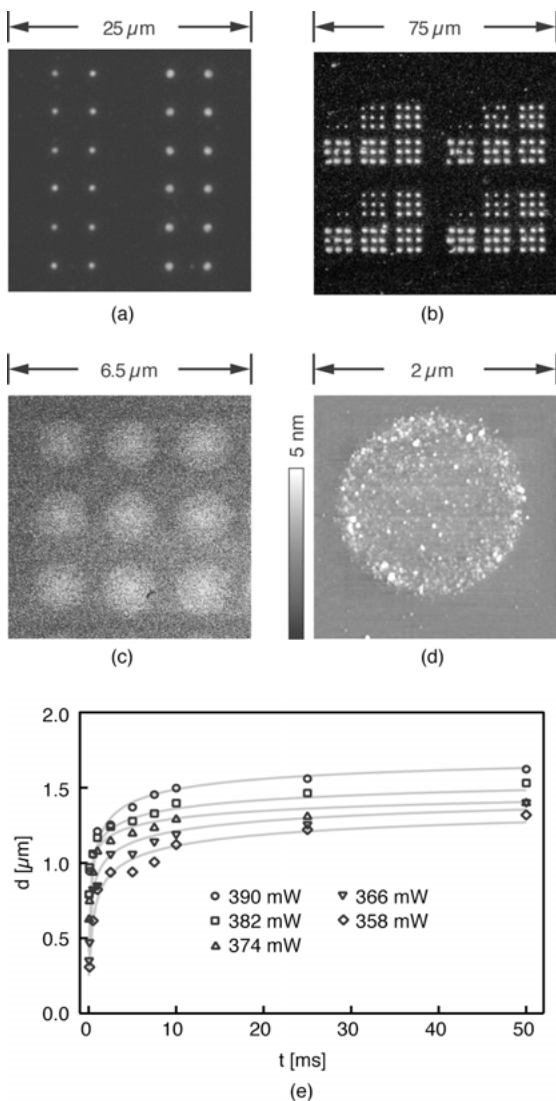 25 µm
75 µm
(a)
(b)
6.5 µm
2 µm
5 nm
(c)
(d)
2.0
1.5
1.0
0.5
0.0
d [µm]
390 mW
366 mW
382 mW
358 mW
374 mW
0
10
20
30
40
50
t [ms]
(e)